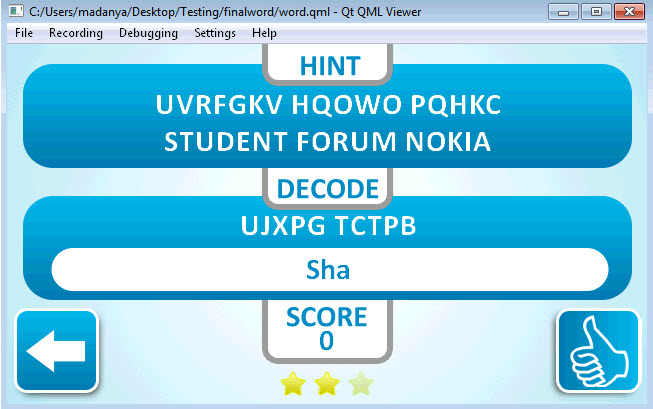 C:/Users/madanya/Desktop/Testing/finalword/word.qml - Qt QML Viewer
File Recording Debugging Settings Help
HINT
UVRFGKV HQOWO PQHKC
STUDENT FORUM NOKIA
DECODE
UJXPG TCTPB
Sha
SCORE
0